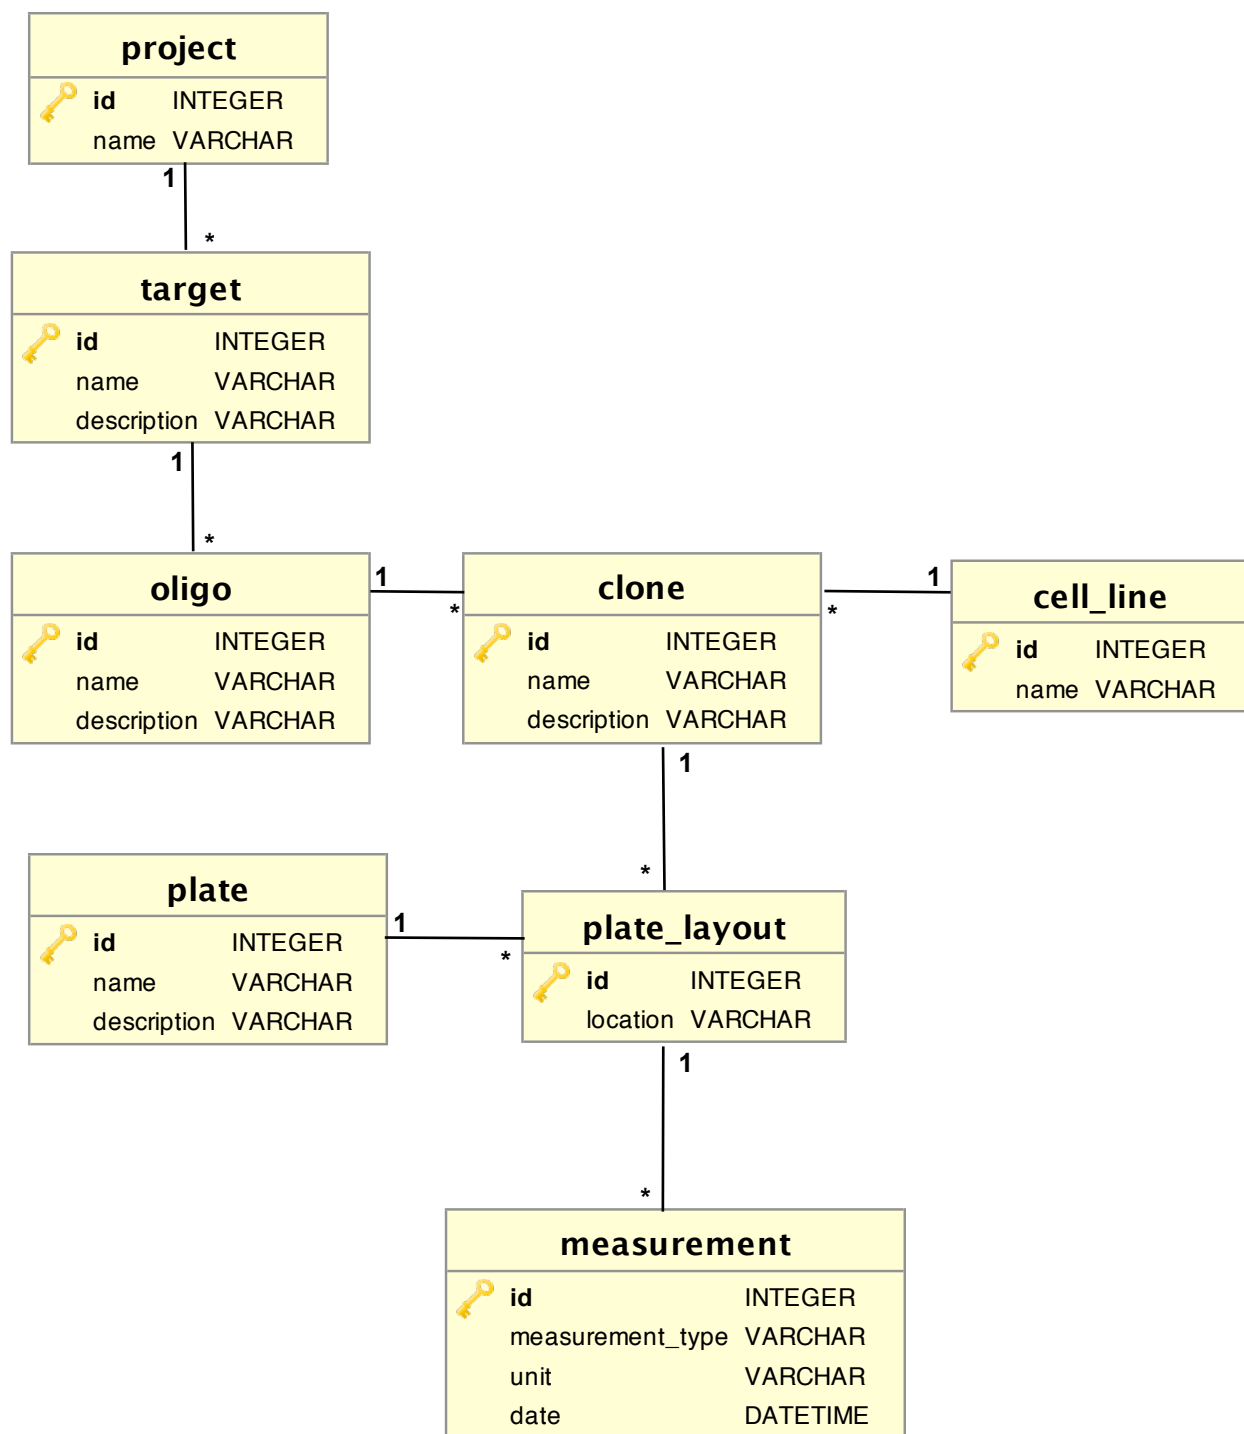 project
id INTEGER
name VARCHAR
1
*
target
id INTEGER
name VARCHAR
description VARCHAR
1
*
oligo
id INTEGER
name VARCHAR
description VARCHAR
1
*
clone
id INTEGER
name VARCHAR
description VARCHAR
*
1
cell_line
id INTEGER
name VARCHAR
1
*
plate
id INTEGER
name VARCHAR
description VARCHAR
1
*
plate_layout
id INTEGER
location VARCHAR
1
*
measurement
id INTEGER
measurement_type VARCHAR
unit VARCHAR
date DATETIME